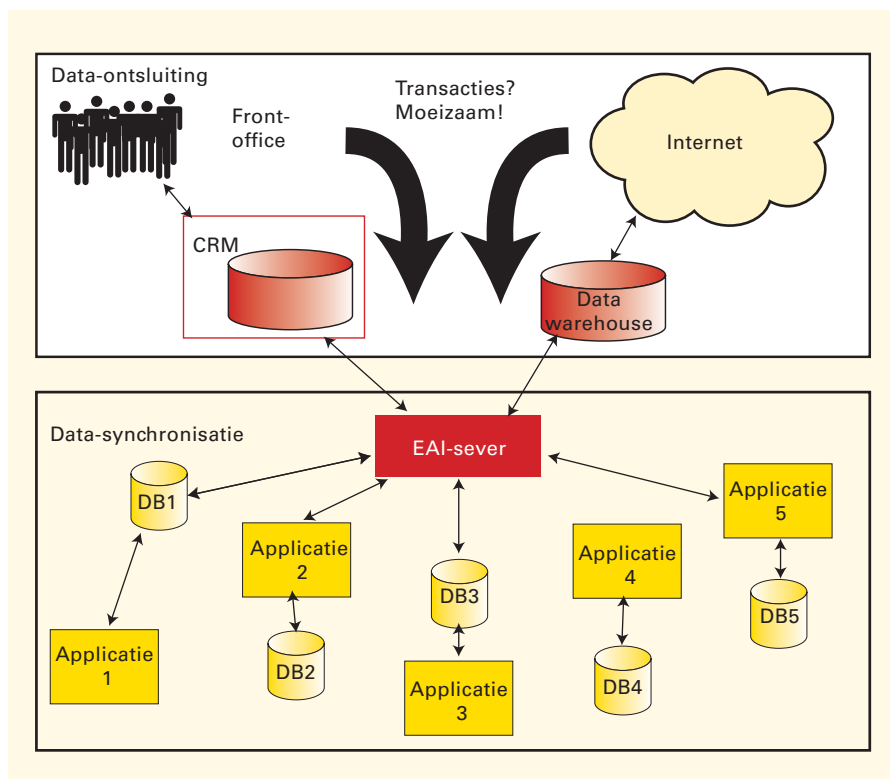 Data-ontsluiting
Front-
office
Transacties?
Moeizaam!
Internet
CRM
Data
warehouse
Data-synchronisatie
EAI-sever
DB1
Applicatie
1
Applicatie
2
DB2
DB3
Applicatie
3
Applicatie
4
DB4
Applicatie
5
DB5